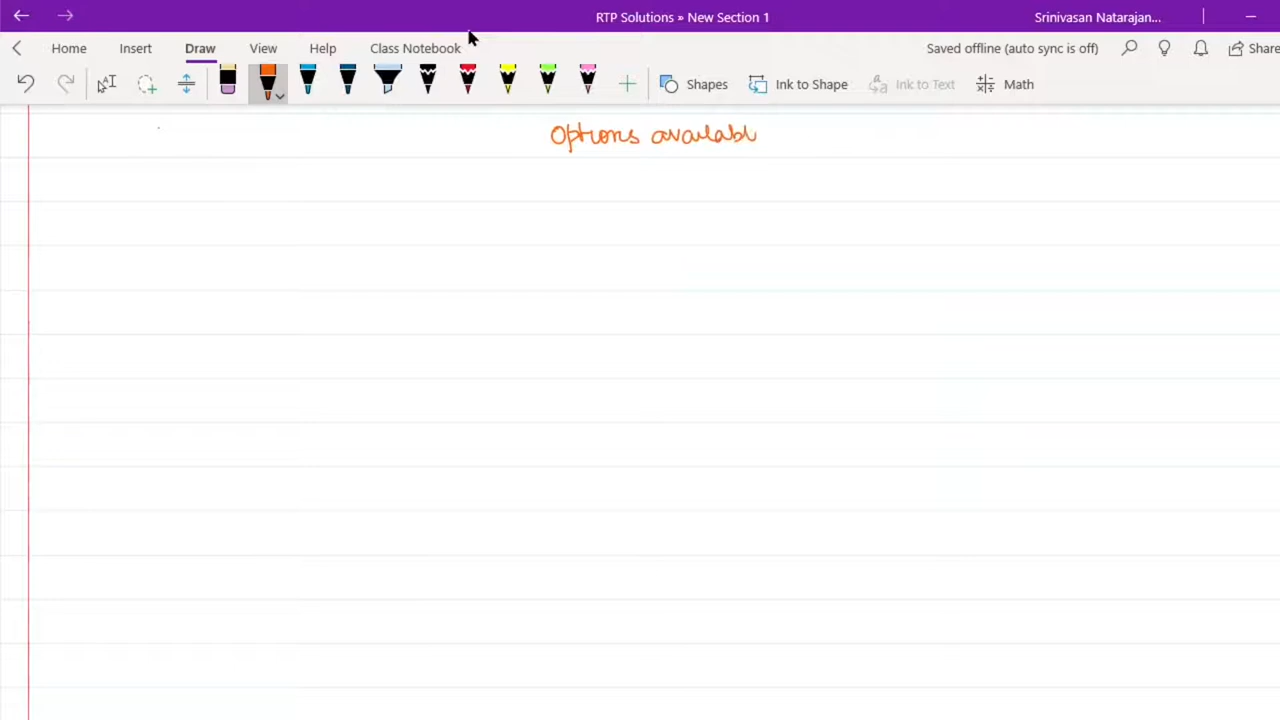 RTP Solutions » New Section 1
Srinivasan Natarajan...
Home Insert Draw View Help Class Notebook
Saved offline (auto sync is off)
Share
Shapes Ink to Shape Ink to Text Math
Options availabl